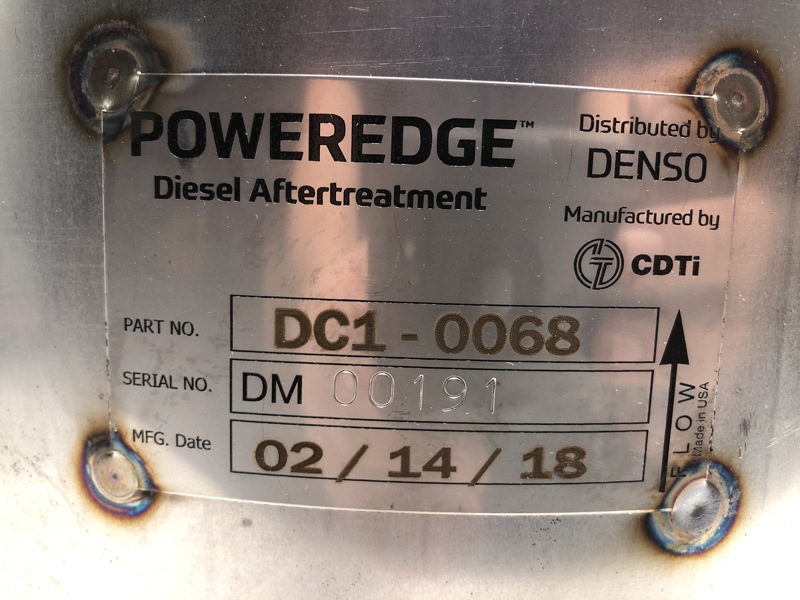 POWEREDGE™
Diesel Aftertreatment
Distributed by
DENSO
Manufactured by
CDTi
PART NO. DC1-0068
SERIAL NO. DM 00191
MFG. Date 02 / 14 / 18
FLOW
Made in USA